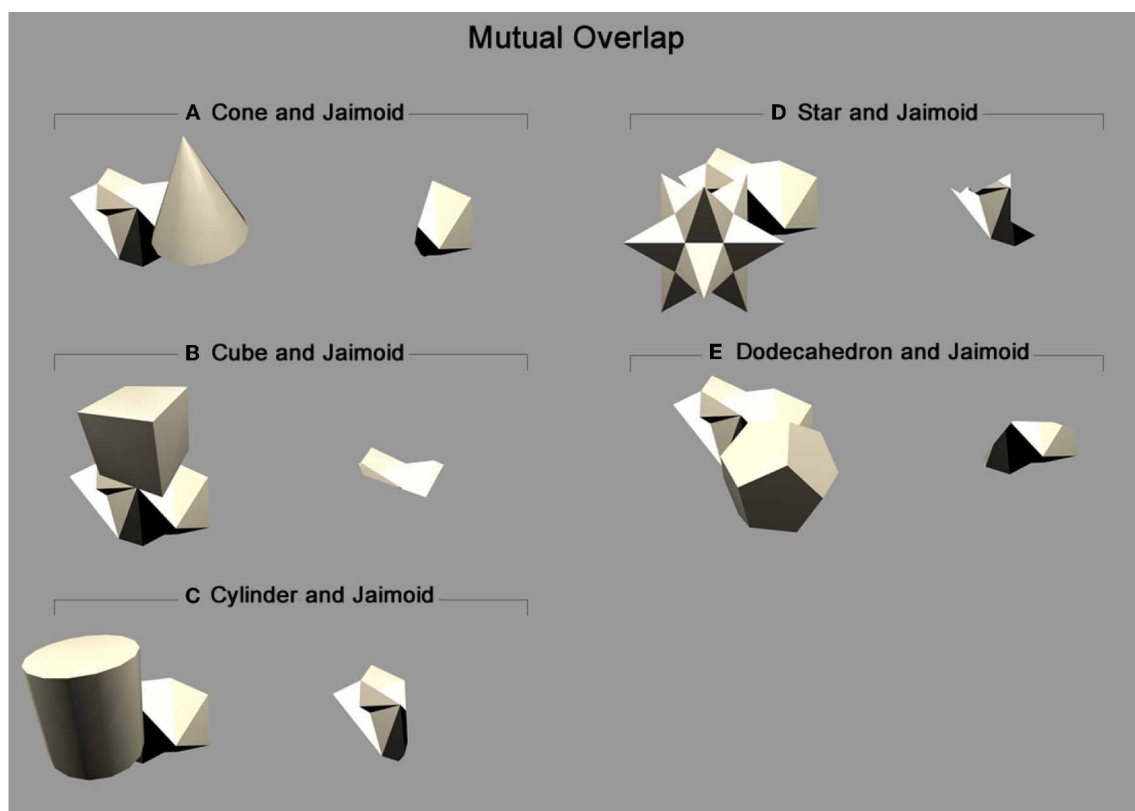 Mutual Overlap
A Cone and Jaimoid
D Star and Jaimoid
B Cube and Jaimoid
E Dodecahedron and Jaimoid
C Cylinder and Jaimoid